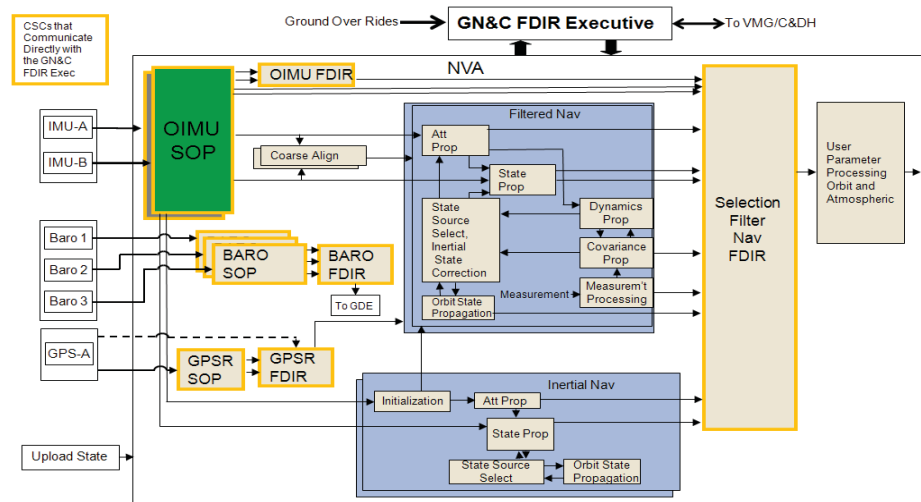 CSCs that
Communicate
Directly with
the GN&C
FDIR Exec
Ground Over Rides
GN&C FDIR Executive
To VMG/C&DH
NVA
OIMU FDIR
IMU-A
IMU-B
OIMU
SOP
Coarse Align
Filtered Nav
Att
Prop
State
Prop
State
Source
Select,
Inertial
State
Correction
Dynamics
Prop
Covariance
Prop
Measurement
Measurem't
Processing
Orbit State
Propagation
Selection
Filter
Nav
FDIR
User
Parameter
Processing
Orbit and
Atmospheric
Baro 1
Baro 2
Baro 3
BARO
SOP
BARO
FDIR
To GDE
GPS-A
GPSR
SOP
GPSR
FDIR
Inertial Nav
Initialization
Att Prop
State Prop
State Source
Select
Orbit State
Propagation
Upload State